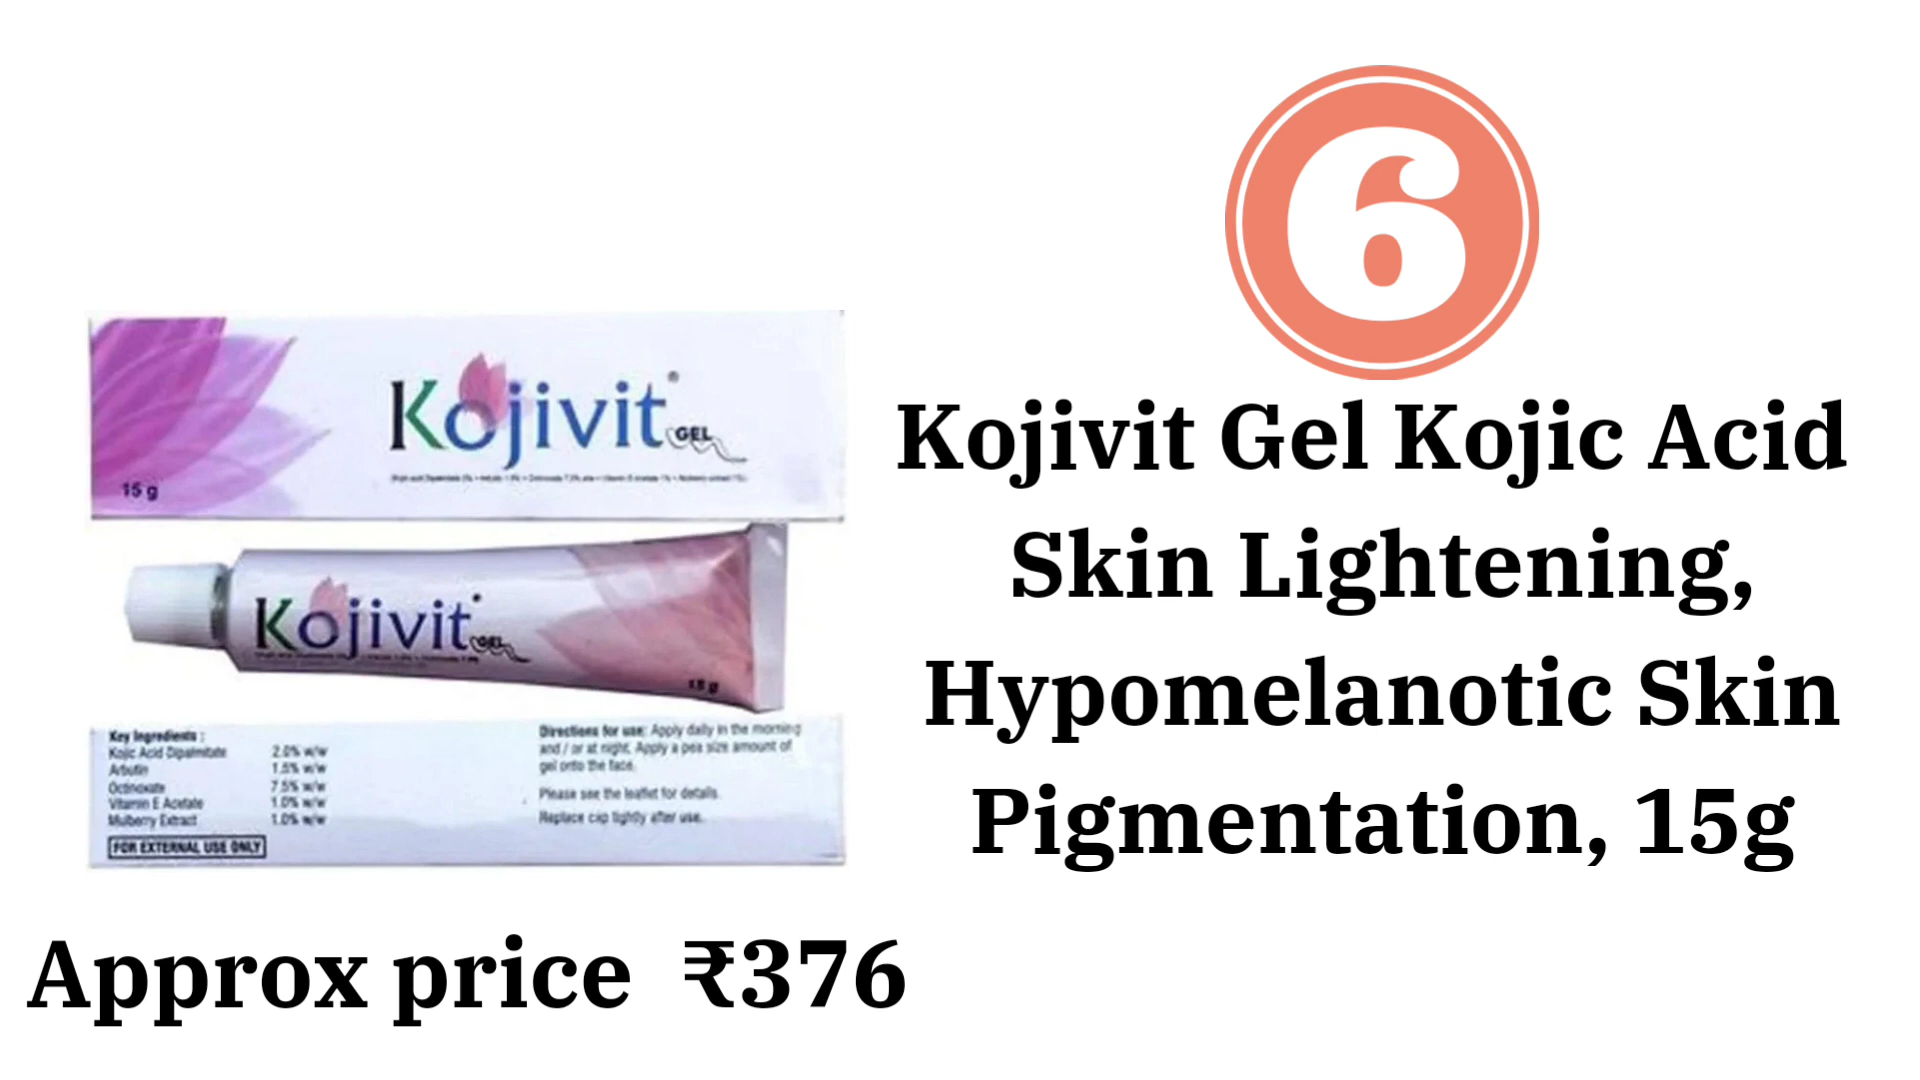 6
Kojivit Gel Kojic Acid
Skin Lightening,
Hypomelanotic Skin
Pigmentation, 15g
Kojivit®
GEL
15 g
Kojivit
GEL
15 g
Key Ingredients :
Kojic Acid Dipalmitate 2.0% w/w
Arbutin 1.5% w/w
Octinoxate 7.5% w/w
Vitamin E Acetate 1.0% w/w
Mulberry Extract 1.0% w/w
FOR EXTERNAL USE ONLY
Directions for use: Apply daily in the morning
and / or at night. Apply a pea size amount of
gel onto the face.
Please see the leaflet for details.
Replace cap tightly after use.
Approx price ₹376